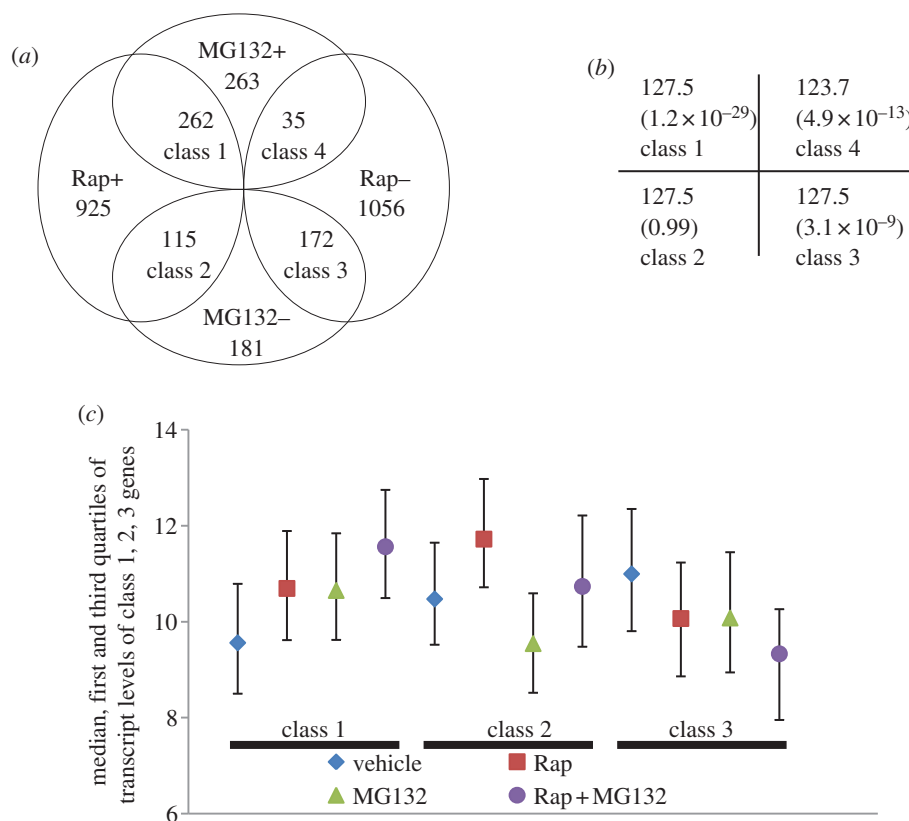 (a)
MG132+
263
262
class 1
35
class 4
Rap+
925
Rap–
1056
115
class 2
172
class 3
MG132–
181
(b)
127.5
(1.2 × 10–29)
class 1
123.7
(4.9 × 10–13)
class 4
127.5
(0.99)
class 2
127.5
(3.1 × 10–9)
class 3
(c)
median, first and third quartiles of
transcript levels of class 1, 2, 3 genes
14
12
10
8
6
class 1
class 2
class 3
vehicle
Rap
MG132
Rap + MG132